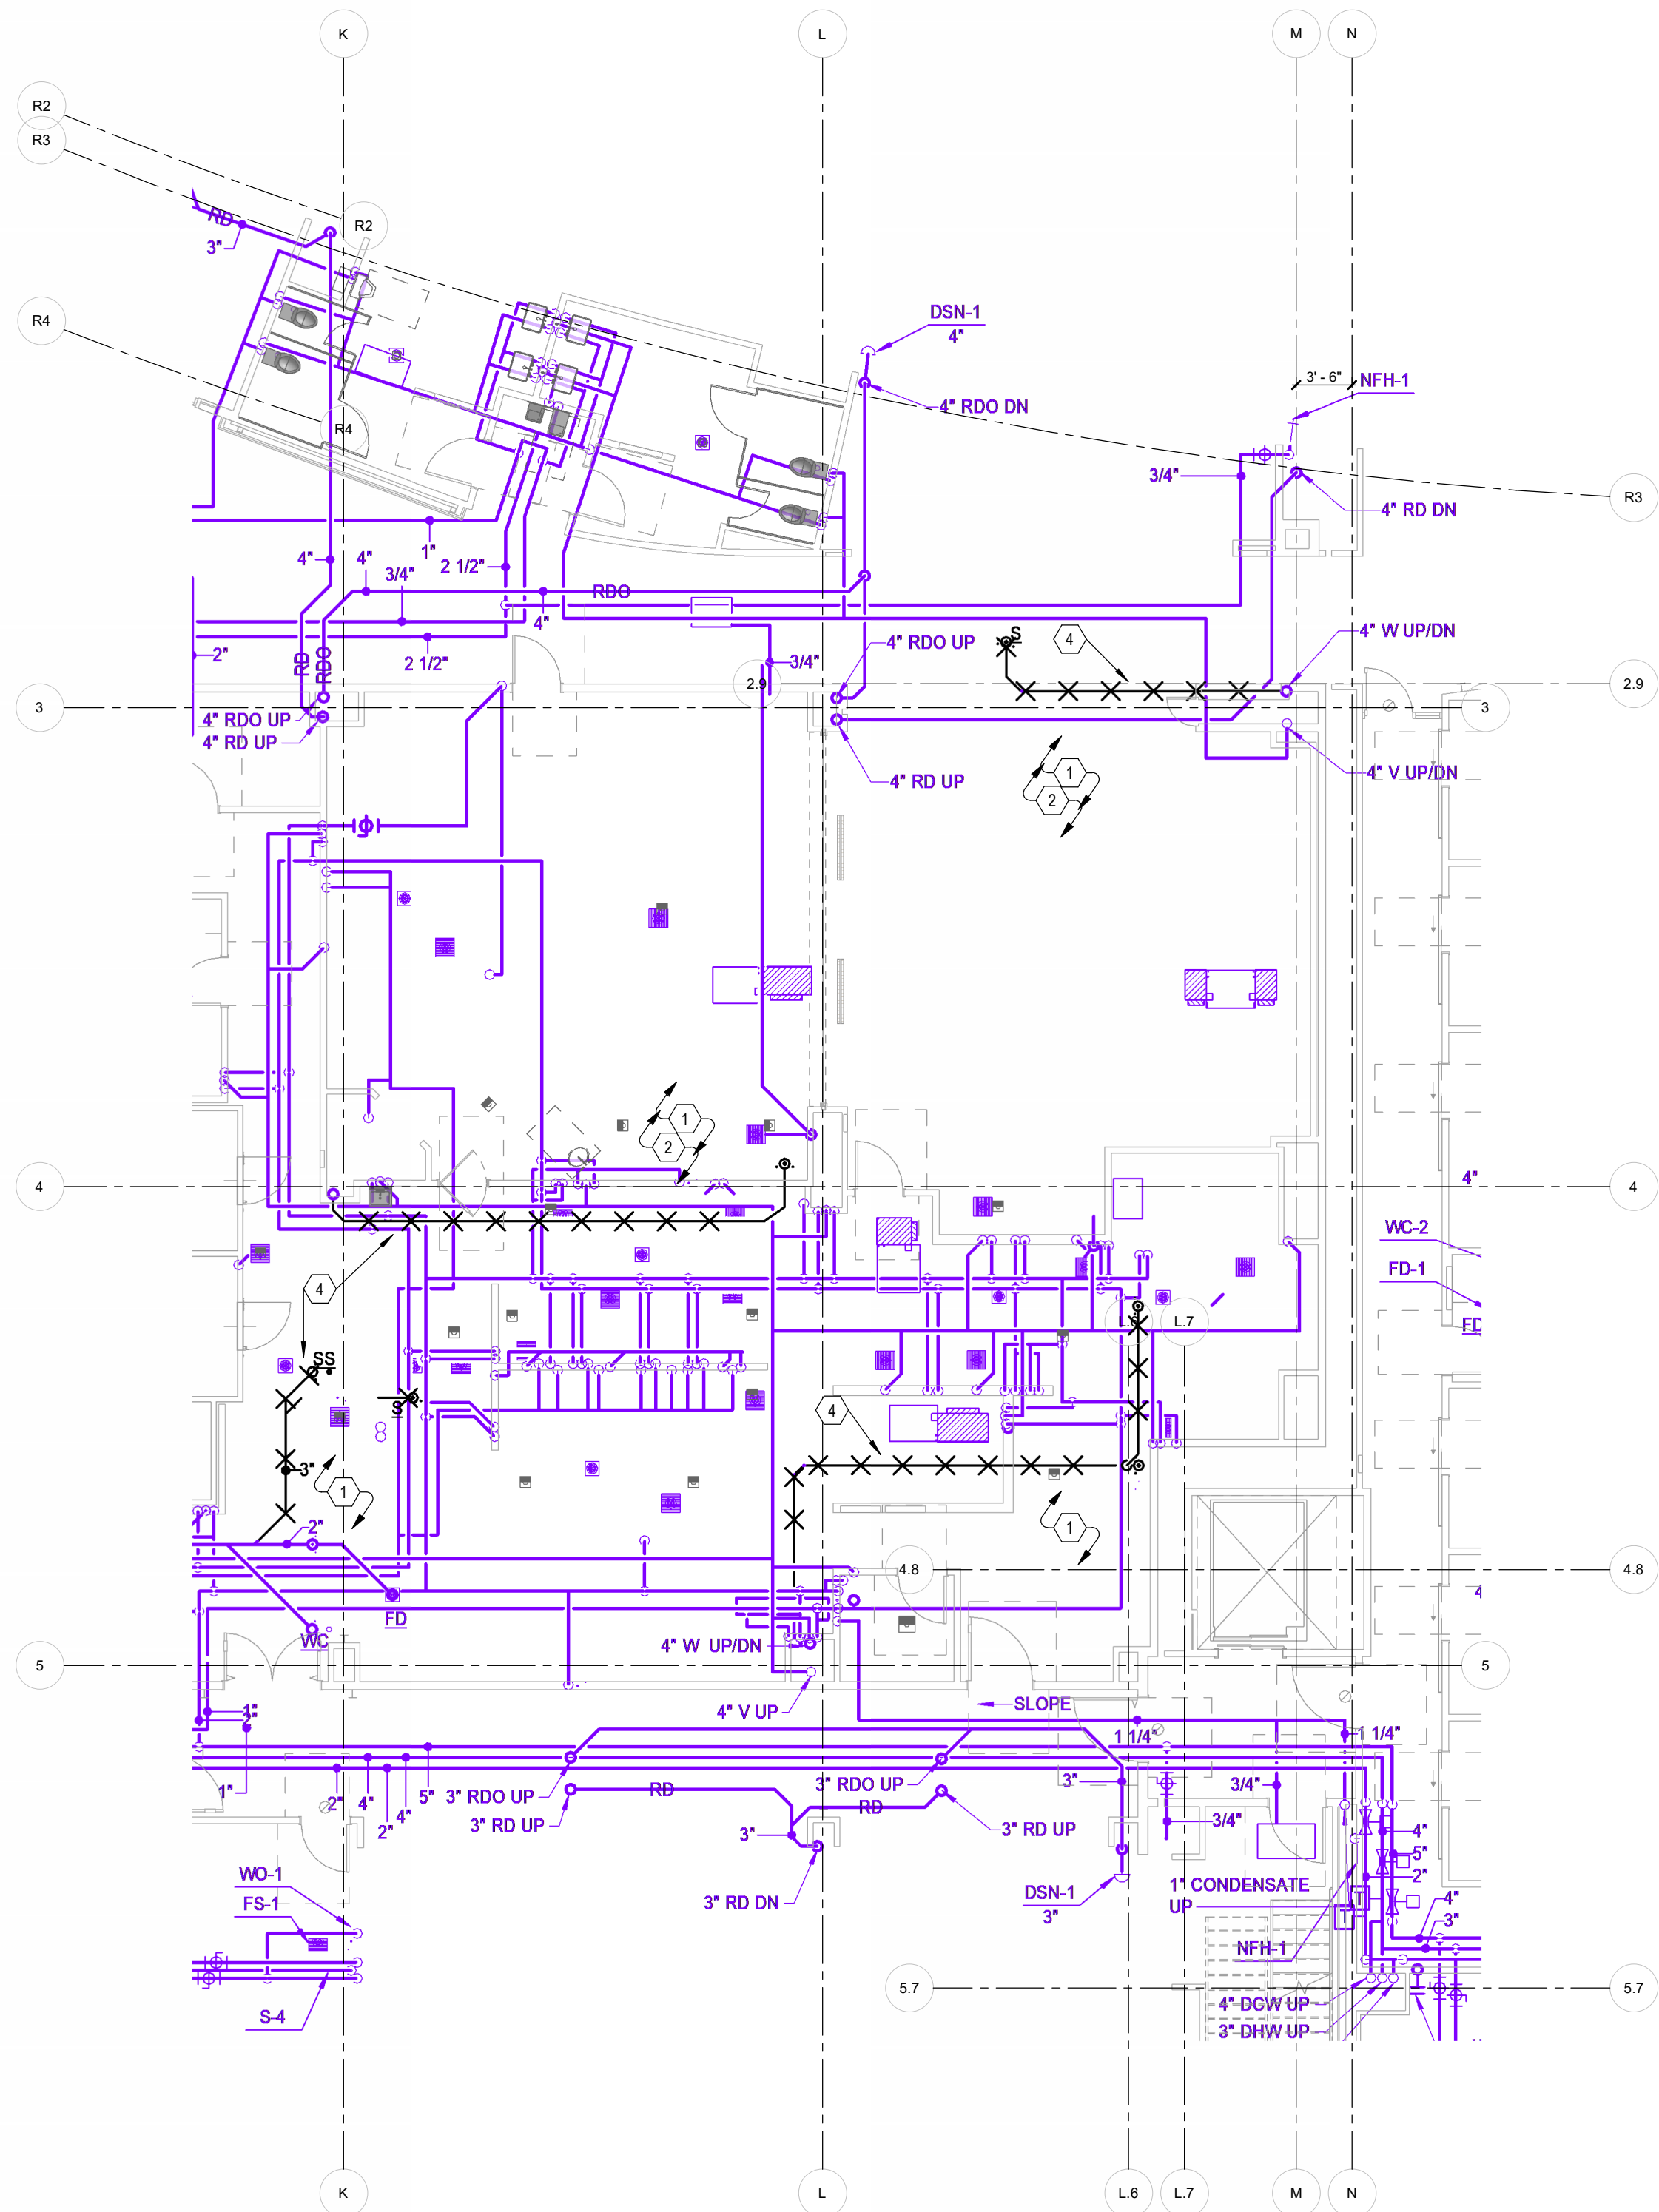 K
L
M
N
R2
R3
R2
RD
3"
R4
R4
DSN-1
4"
3' - 6"
NFH-1
4" RDO DN
3/4"
R3
4" RD DN
1"
4"
4"
3/4"
2 1/2"
RDO
4"
2"
RD
RDO
2 1/2"
3/4"
4" RDO UP
S
4
4" W UP/DN
2.9
2.9
3
3
4" RDO UP
4" RD UP
4" RD UP
4" V UP/DN
1
2
1
2
4
4
4"
WC-2
FD-1
FD
4
L.6
L.7
SS
S
4
3"
1
1
2"
4.8
4.8
4
FD
WC
4" W UP/DN
5
5
4" V UP
SLOPE
1"
2"
1 1/4"
1 1/4"
1"
2"
4"
2"
4"
5"
3" RDO UP
RD
3" RDO UP
3"
3/4"
3" RD UP
RD
3"
3" RD UP
3/4"
4"
5"
2"
WO-1
FS-1
3" RD DN
DSN-1
3"
1" CONDENSATE
UP
T
T
4"
3"
NFH-1
5.7
5.7
S-4
4" DCW UP
3" DHW UP
K
L
L.6
L.7
M
N